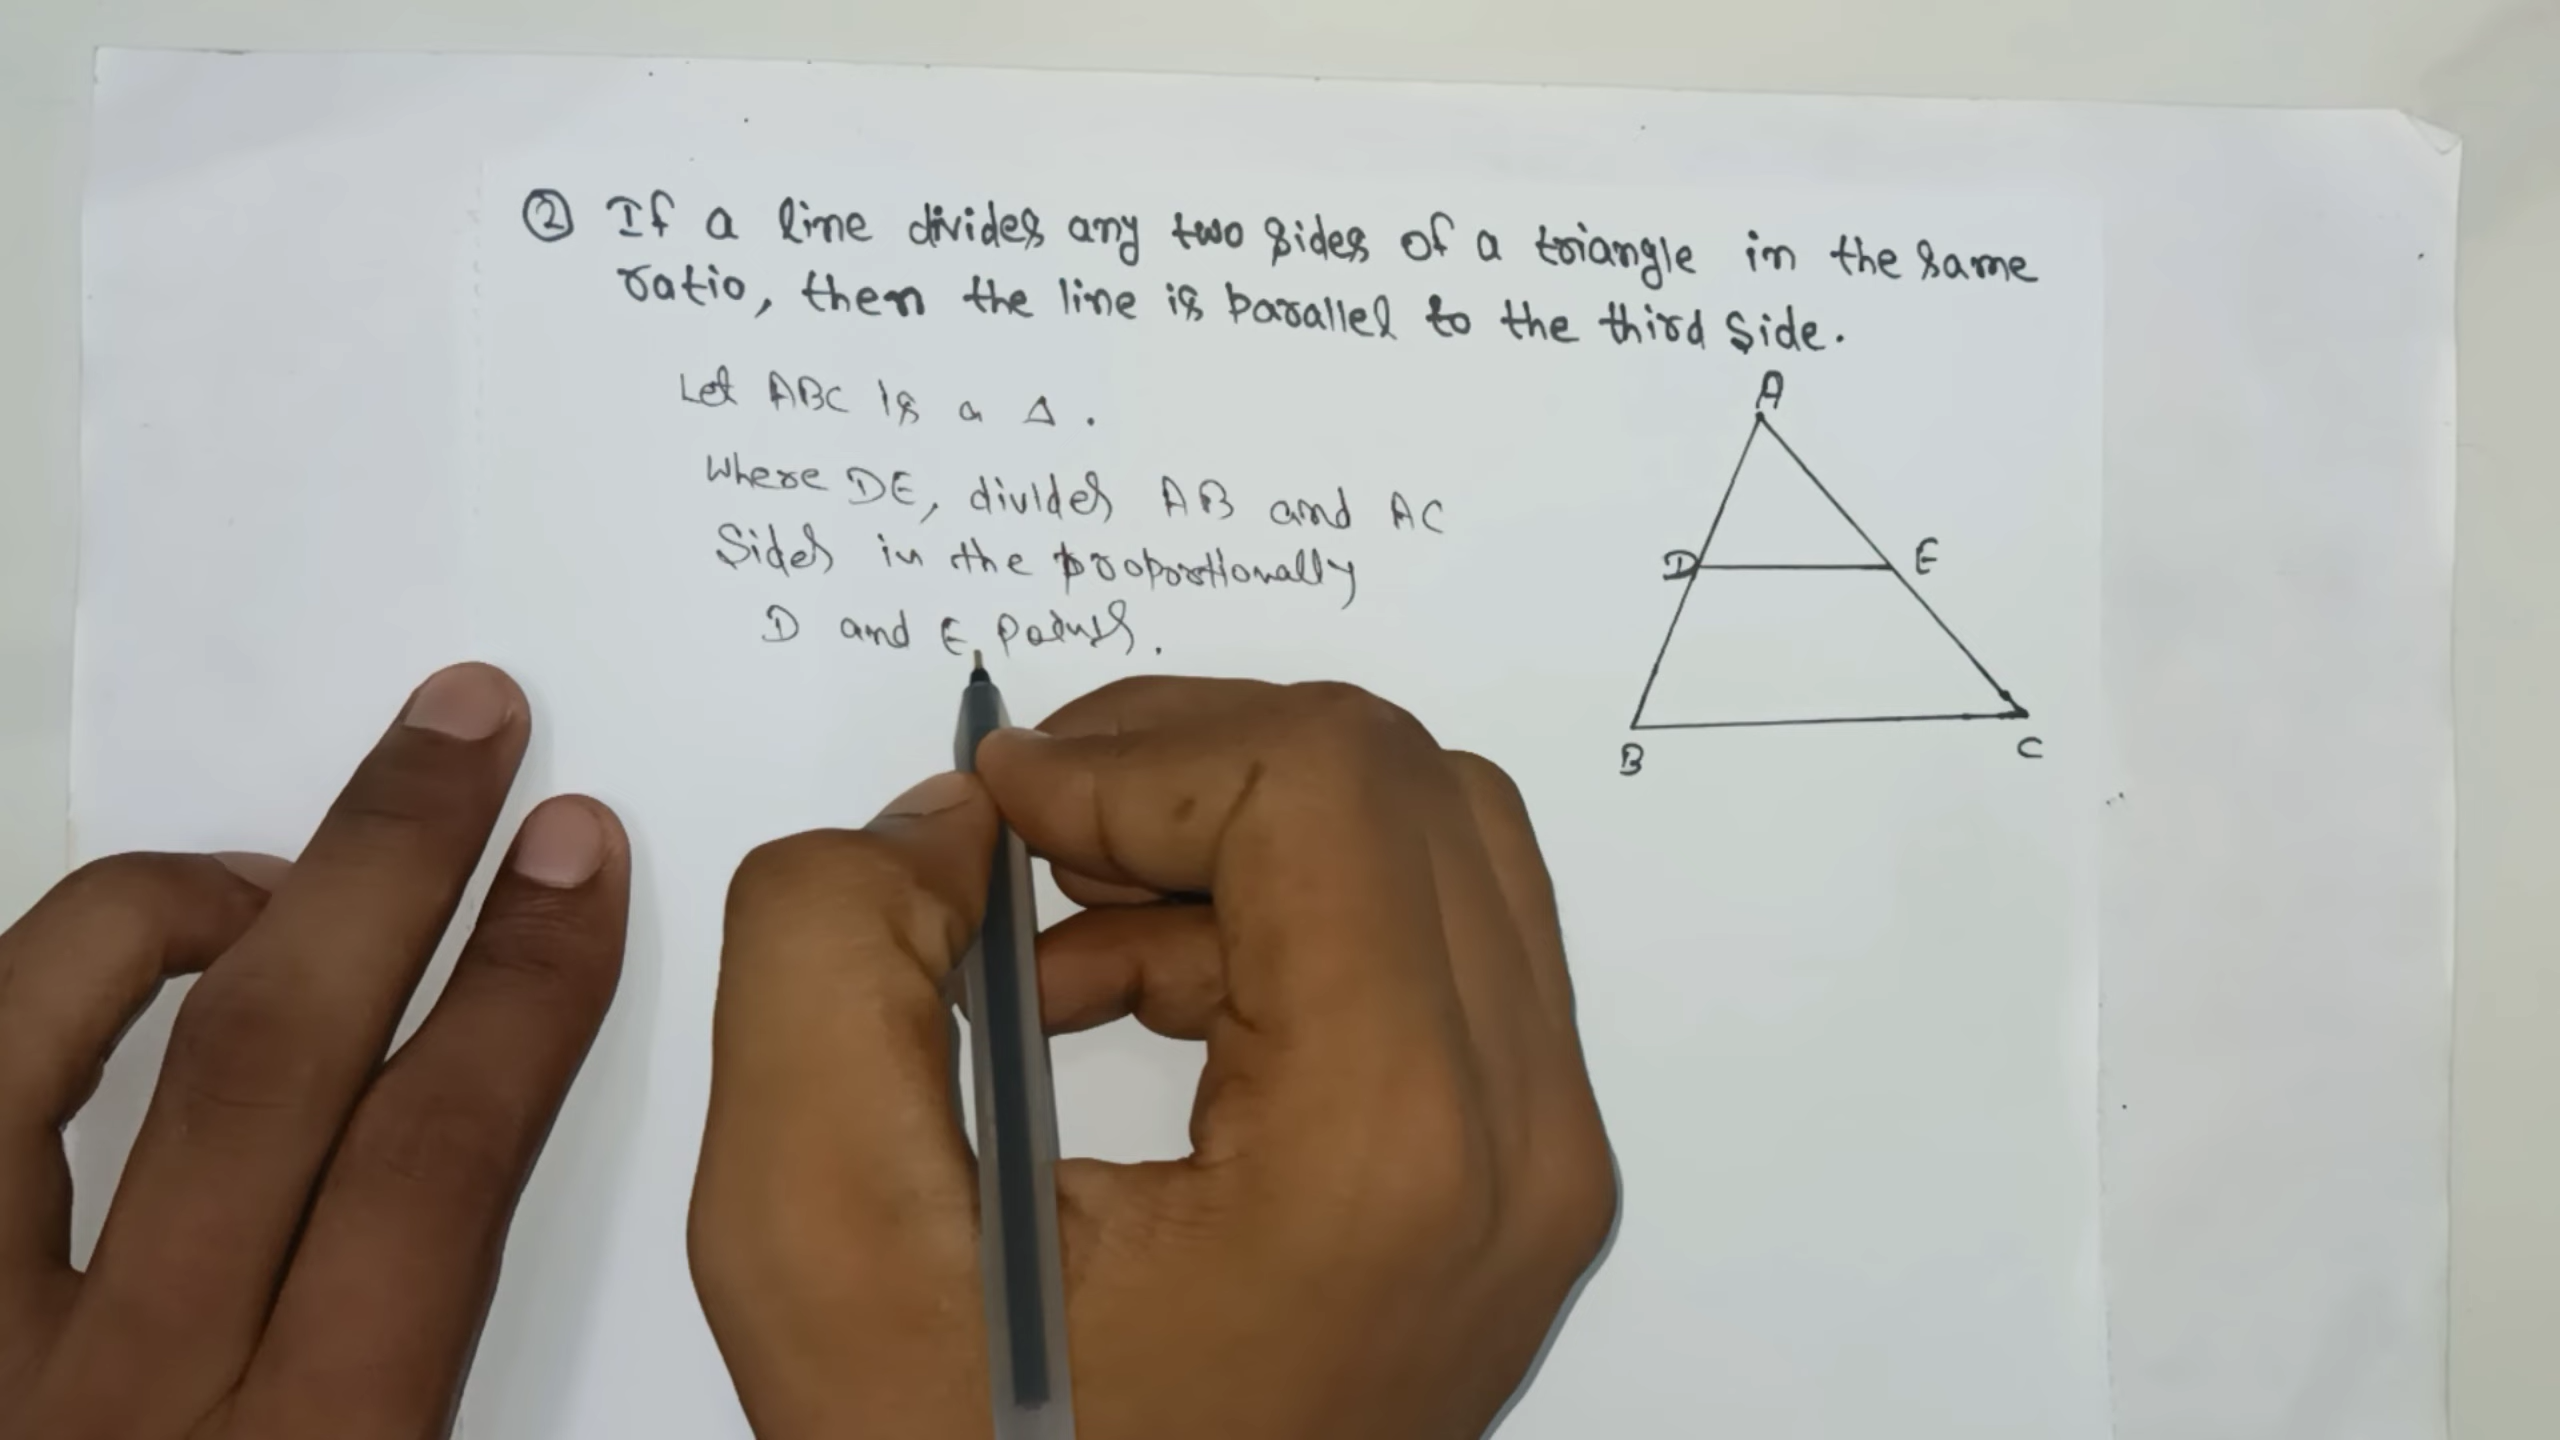 ② If a line divides any two sides of a triangle in the same
ratio, then the line is parallel to the third side.
Let ABC is a Δ .
Where DE, divides AB and AC
Sides in the proportionally
D and E points.
A
D
E
B
C